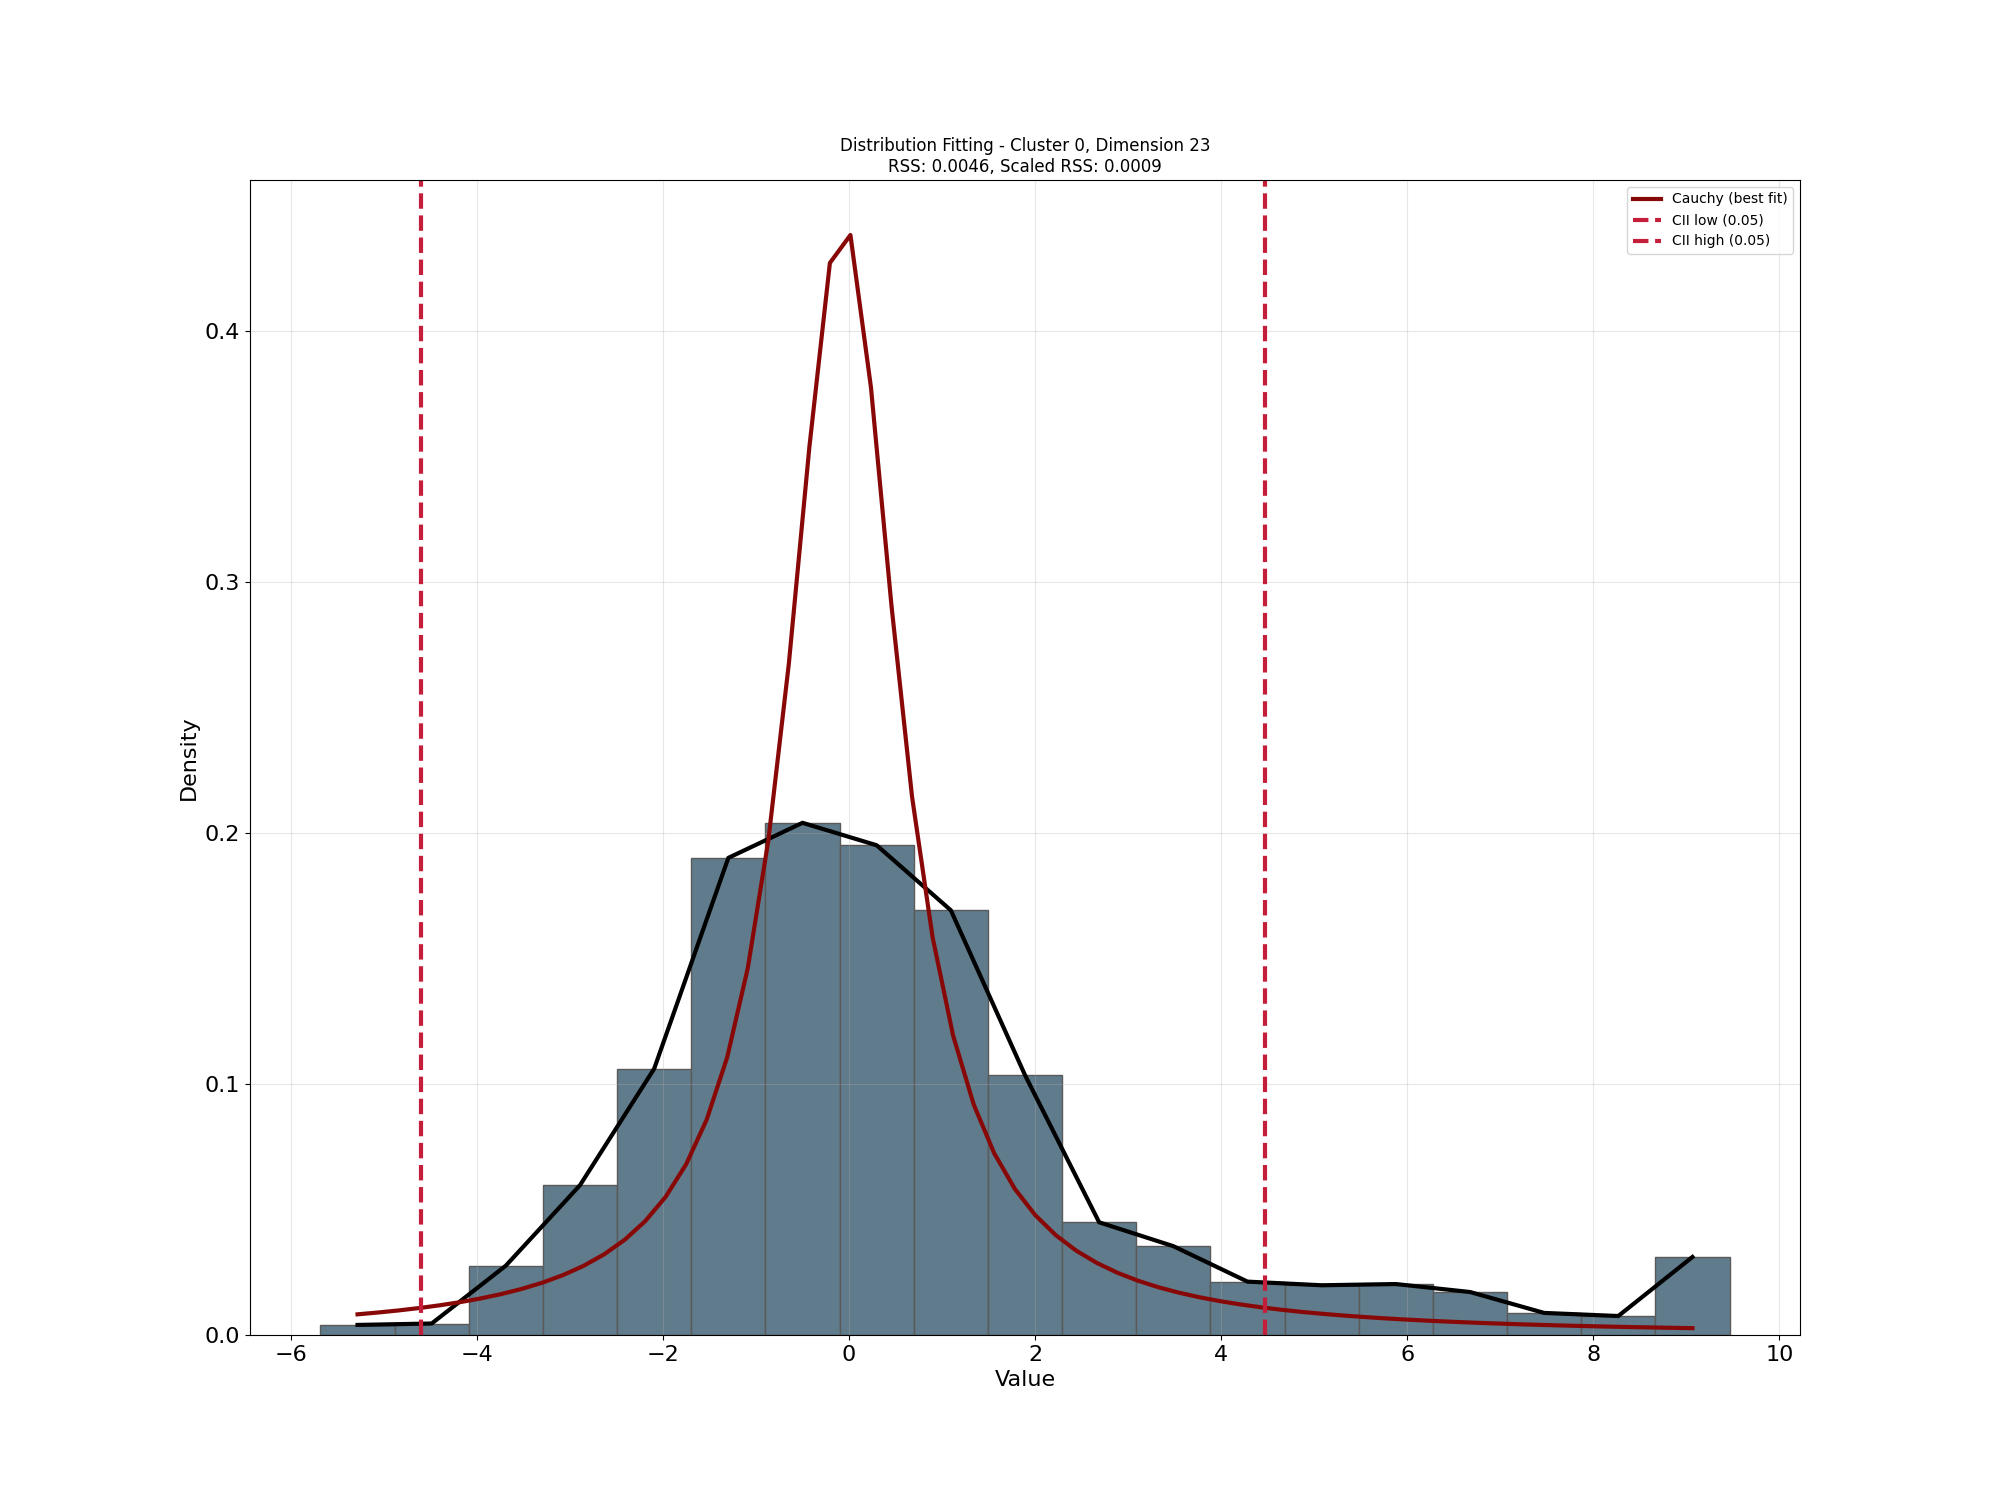 Distribution Fitting - Cluster 0, Dimension 23
RSS: 0.0046, Scaled RSS: 0.0009
Cauchy (best fit)
CII low (0.05)
CII high (0.05)
Density
0.4
0.3
0.2
0.1
0.0
−6 −4 −2 0 2 4 6 8 10
Value